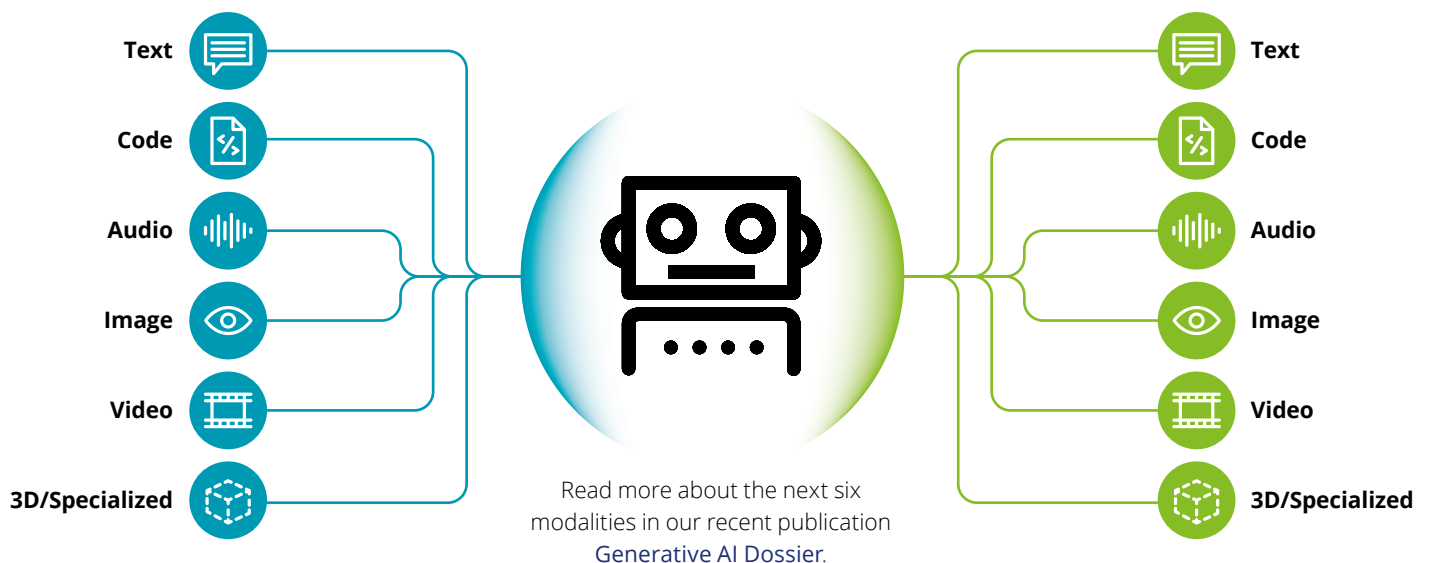 Text
Code
Audio
Image
Video
3D/Specialized
Read more about the next six
modalities in our recent publication
Generative AI Dossier.
Text
Code
Audio
Image
Video
3D/Specialized